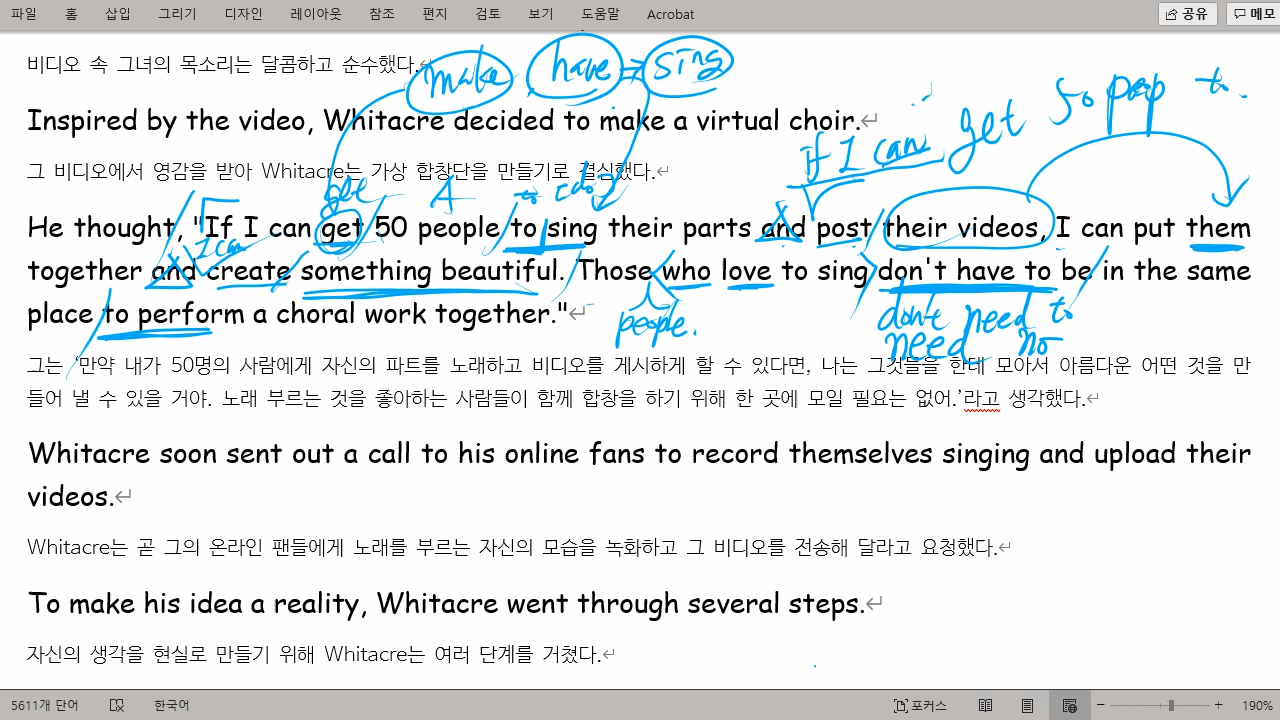 파일 홈 삽입 그리기 디자인 레이아웃 참조 편지 검토 보기 도움말 Acrobat 공유 메모
비디오 속 그녀의 목소리는 달콤하고 순수했다.
make have sing
Inspired by the video, Whitacre decided to make a virtual choir.
If I can get 50 peop to
그 비디오에서 영감을 받아 Whitacre는 가상 합창단을 만들기로 결심했다.
get A to (do)
He thought, "If I can get 50 people to sing their parts and post their videos, I can put them
I can
together and create something beautiful. Those who love to sing don't have to be in the same
place to perform a choral work together."
people.
don't need to
need no
그는 '만약 내가 50명의 사람에게 자신의 파트를 노래하고 비디오를 게시하게 할 수 있다면, 나는 그것들을 한데 모아서 아름다운 어떤 것을 만
들어 낼 수 있을 거야. 노래 부르는 것을 좋아하는 사람들이 함께 합창을 하기 위해 한 곳에 모일 필요는 없어.'라고 생각했다.
Whitacre soon sent out a call to his online fans to record themselves singing and upload their
videos.
Whitacre는 곧 그의 온라인 팬들에게 노래를 부르는 자신의 모습을 녹화하고 그 비디오를 전송해 달라고 요청했다.
To make his idea a reality, Whitacre went through several steps.
자신의 생각을 현실로 만들기 위해 Whitacre는 여러 단계를 거쳤다.
5611개 단어 한국어 포커스 190%